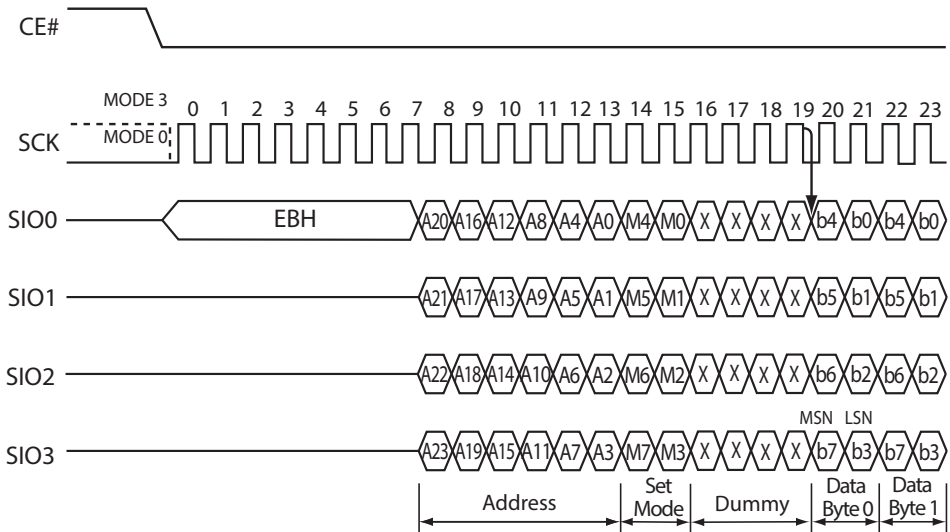 CE#
MODE 3
0 1 2 3 4 5 6 7 8 9 10 11 12 13 14 15 16 17 18 19 20 21 22 23
SCK
MODE 0
SIO0 EBH A20 A16 A12 A8 A4 A0 M4 M0 X X X X b4 b0 b4 b0
SIO1 A21 A17 A13 A9 A5 A1 M5 M1 X X X X b5 b1 b5 b1
SIO2 A22 A18 A14 A10 A6 A2 M6 M2 X X X X b6 b2 b6 b2
MSN LSN
SIO3 A23 A19 A15 A11 A7 A3 M7 M3 X X X X b7 b3 b7 b3
Address
Set
Mode
Dummy
Data
Byte 0
Data
Byte 1